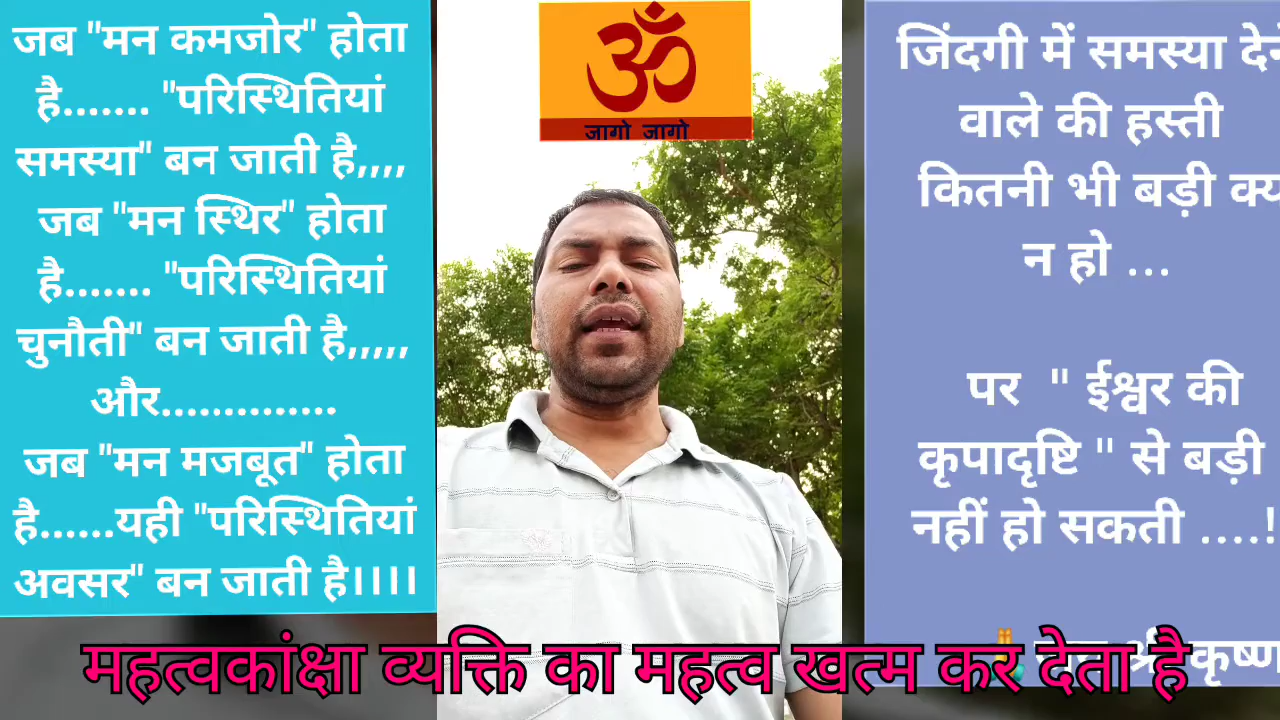 जब "मन कमजोर" होता
है....... "परिस्थितियां
समस्या" बन जाती है,,,,
जब "मन स्थिर" होता
है....... "परिस्थितियां
चुनौती" बन जाती है,,,,,
और..............
जब "मन मजबूत" होता
है......यही "परिस्थितियां
अवसर" बन जाती है।।।।
ॐ
जागो जागो
जिंदगी में समस्या देने
वाले की हस्ती
कितनी भी बड़ी
न हो ...
पर " ईश्वर की
कृपादृष्टि " से बड़ी
नहीं हो सकती ....!
कृष्ण
महत्वकांक्षा व्यक्ति का महत्व खत्म कर देता है